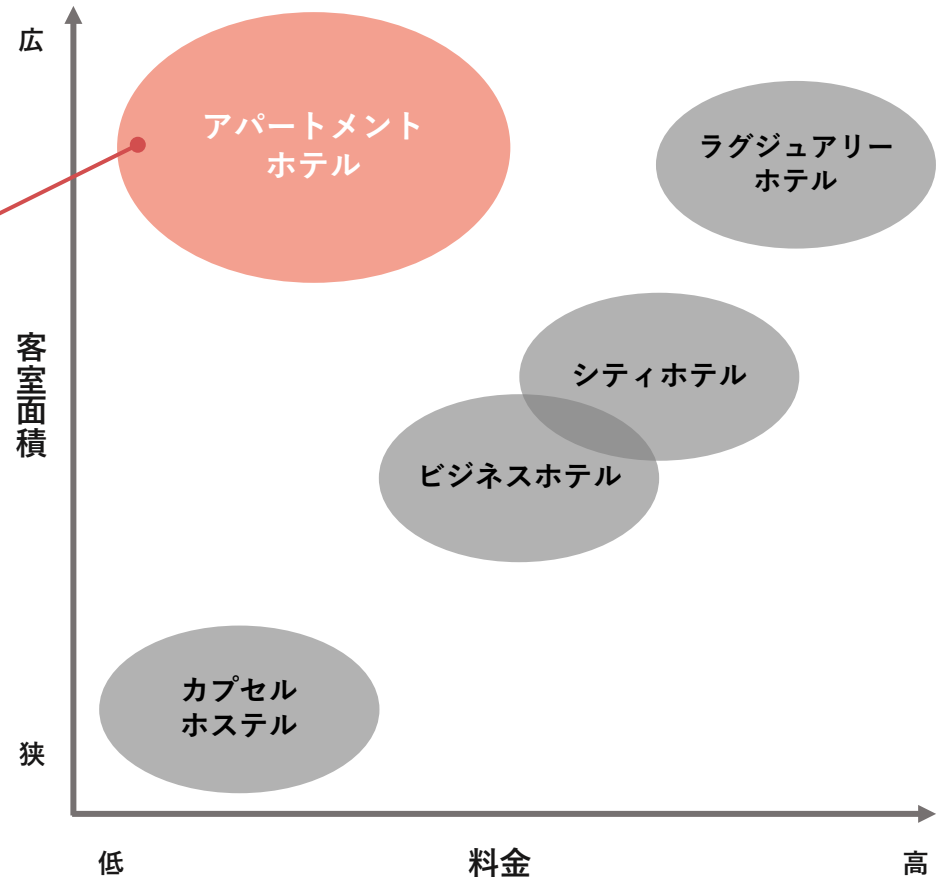 広
アパートメント
ホテル
ラグジュアリー
ホテル
客室面積
シティホテル
ビジネスホテル
カプセル
ホステル
狭
低
料金
高